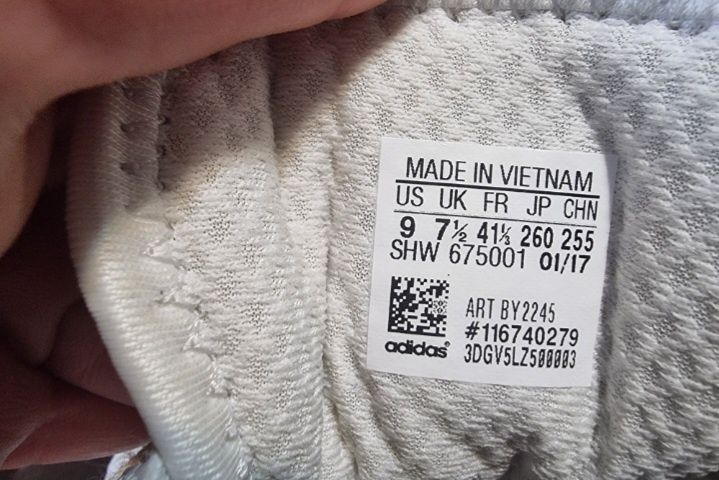 MADE IN VIETNAM
US UK FR JP CHN
9 7½ 41⅓ 260 255
SHW 675001 01/17
ART BY2245
#116740279
adidas® 3DGV5LZ500003